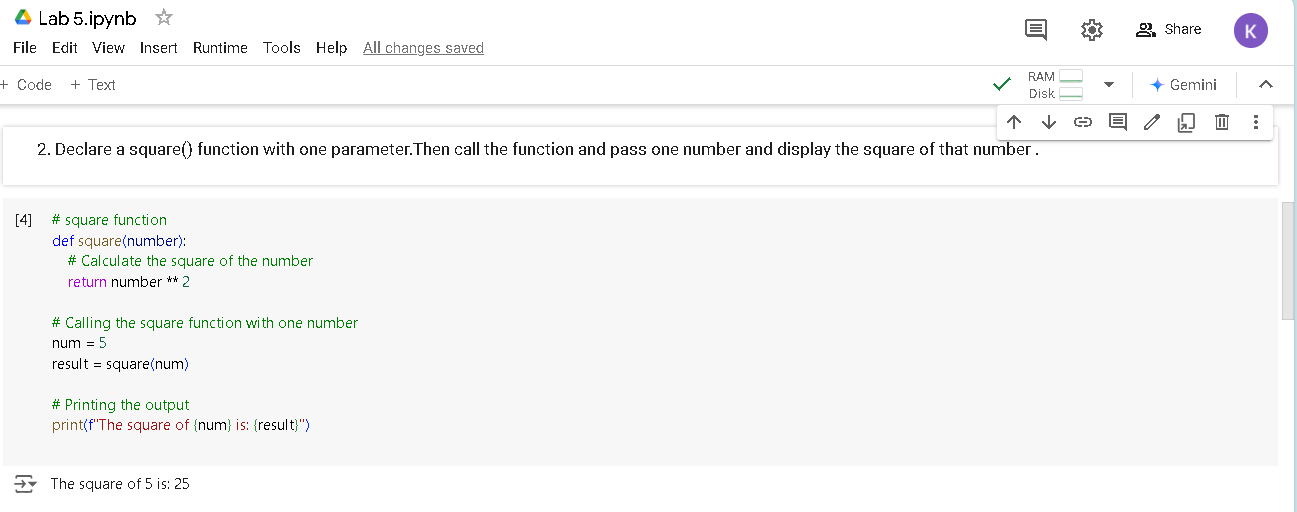 Lab 5.ipynb
Share
K
File Edit View Insert Runtime Tools Help All changes saved
+ Code + Text
RAM
Disk
Gemini
2. Declare a square() function with one parameter.Then call the function and pass one number and display the square of that number .
[4] # square function
def square(number):
    # Calculate the square of the number
    return number ** 2
# Calling the square function with one number
num = 5
result = square(num)
# Printing the output
print(f"The square of {num} is: {result}")
The square of 5 is: 25